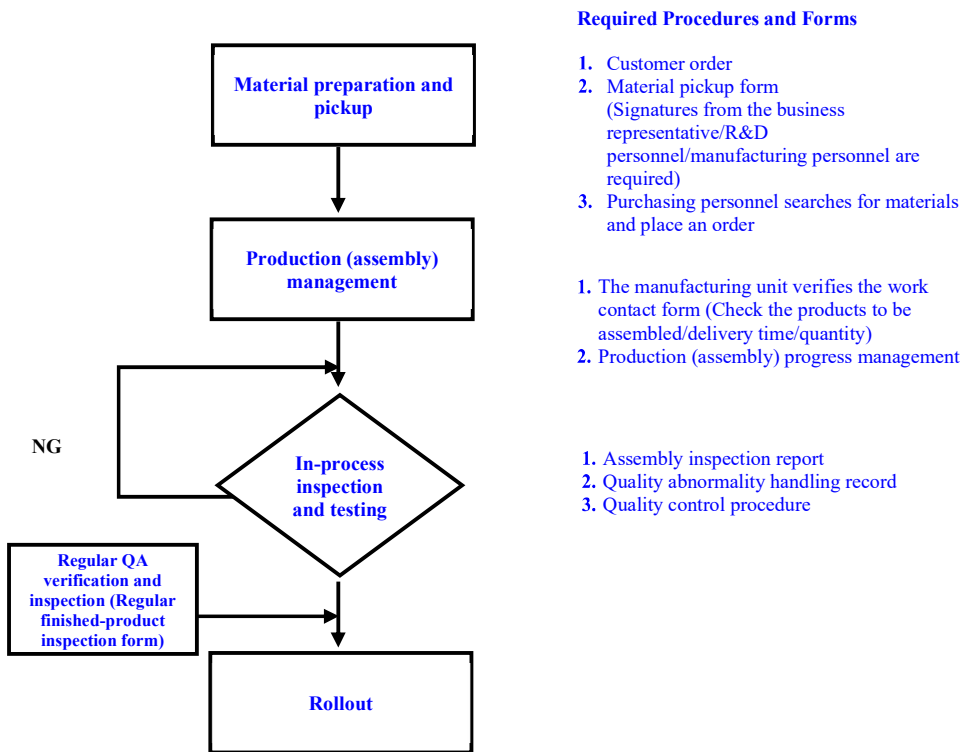 Required Procedures and Forms
Material preparation and
pickup
1. Customer order
2. Material pickup form
(Signatures from the business
representative/R&D
personnel/manufacturing personnel are
required)
3. Purchasing personnel searches for materials
and place an order
Production (assembly)
management
1. The manufacturing unit verifies the work
contact form (Check the products to be
assembled/delivery time/quantity)
2. Production (assembly) progress management
NG
In-process
inspection
and testing
1. Assembly inspection report
2. Quality abnormality handling record
3. Quality control procedure
Regular QA
verification and
inspection (Regular
finished-product
inspection form)
Rollout